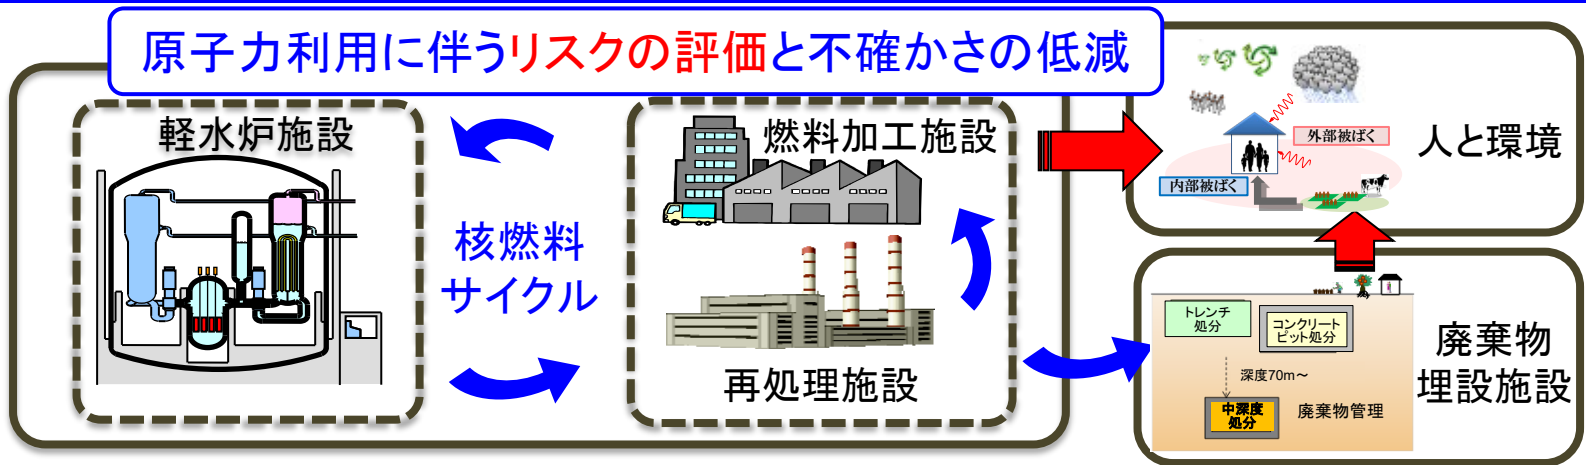 原子力利用に伴うリスクの評価と不確かさの低減
軽水炉施設
核燃料
サイクル
燃料加工施設
再処理施設
外部被ばく
内部被ばく
人と環境
トレンチ
処分
コンクリート
ピット処分
深度70m～
中深度
処分
廃棄物管理
廃棄物
埋設施設